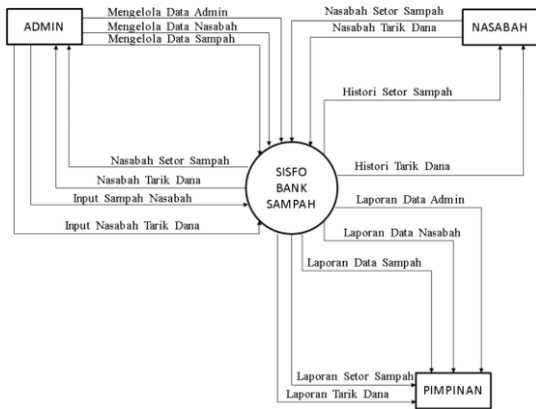 Mengelola Data Admin
Mengelola Data Nasabah
Mengelola Data Sampah
ADMIN
Nasabah Setor Sampah
Nasabah Tarik Dana
NASABAH
Histori Setor Sampah
Nasabah Setor Sampah
Nasabah Tarik Dana
Input Sampah Nasabah
Input Nasabah Tarik Dana
SISFO
BANK
SAMPAH
Histori Tarik Dana
Laporan Data Admin
Laporan Data Nasabah
Laporan Data Sampah
Laporan Setor Sampah
Laporan Tarik Dana
PIMPINAN